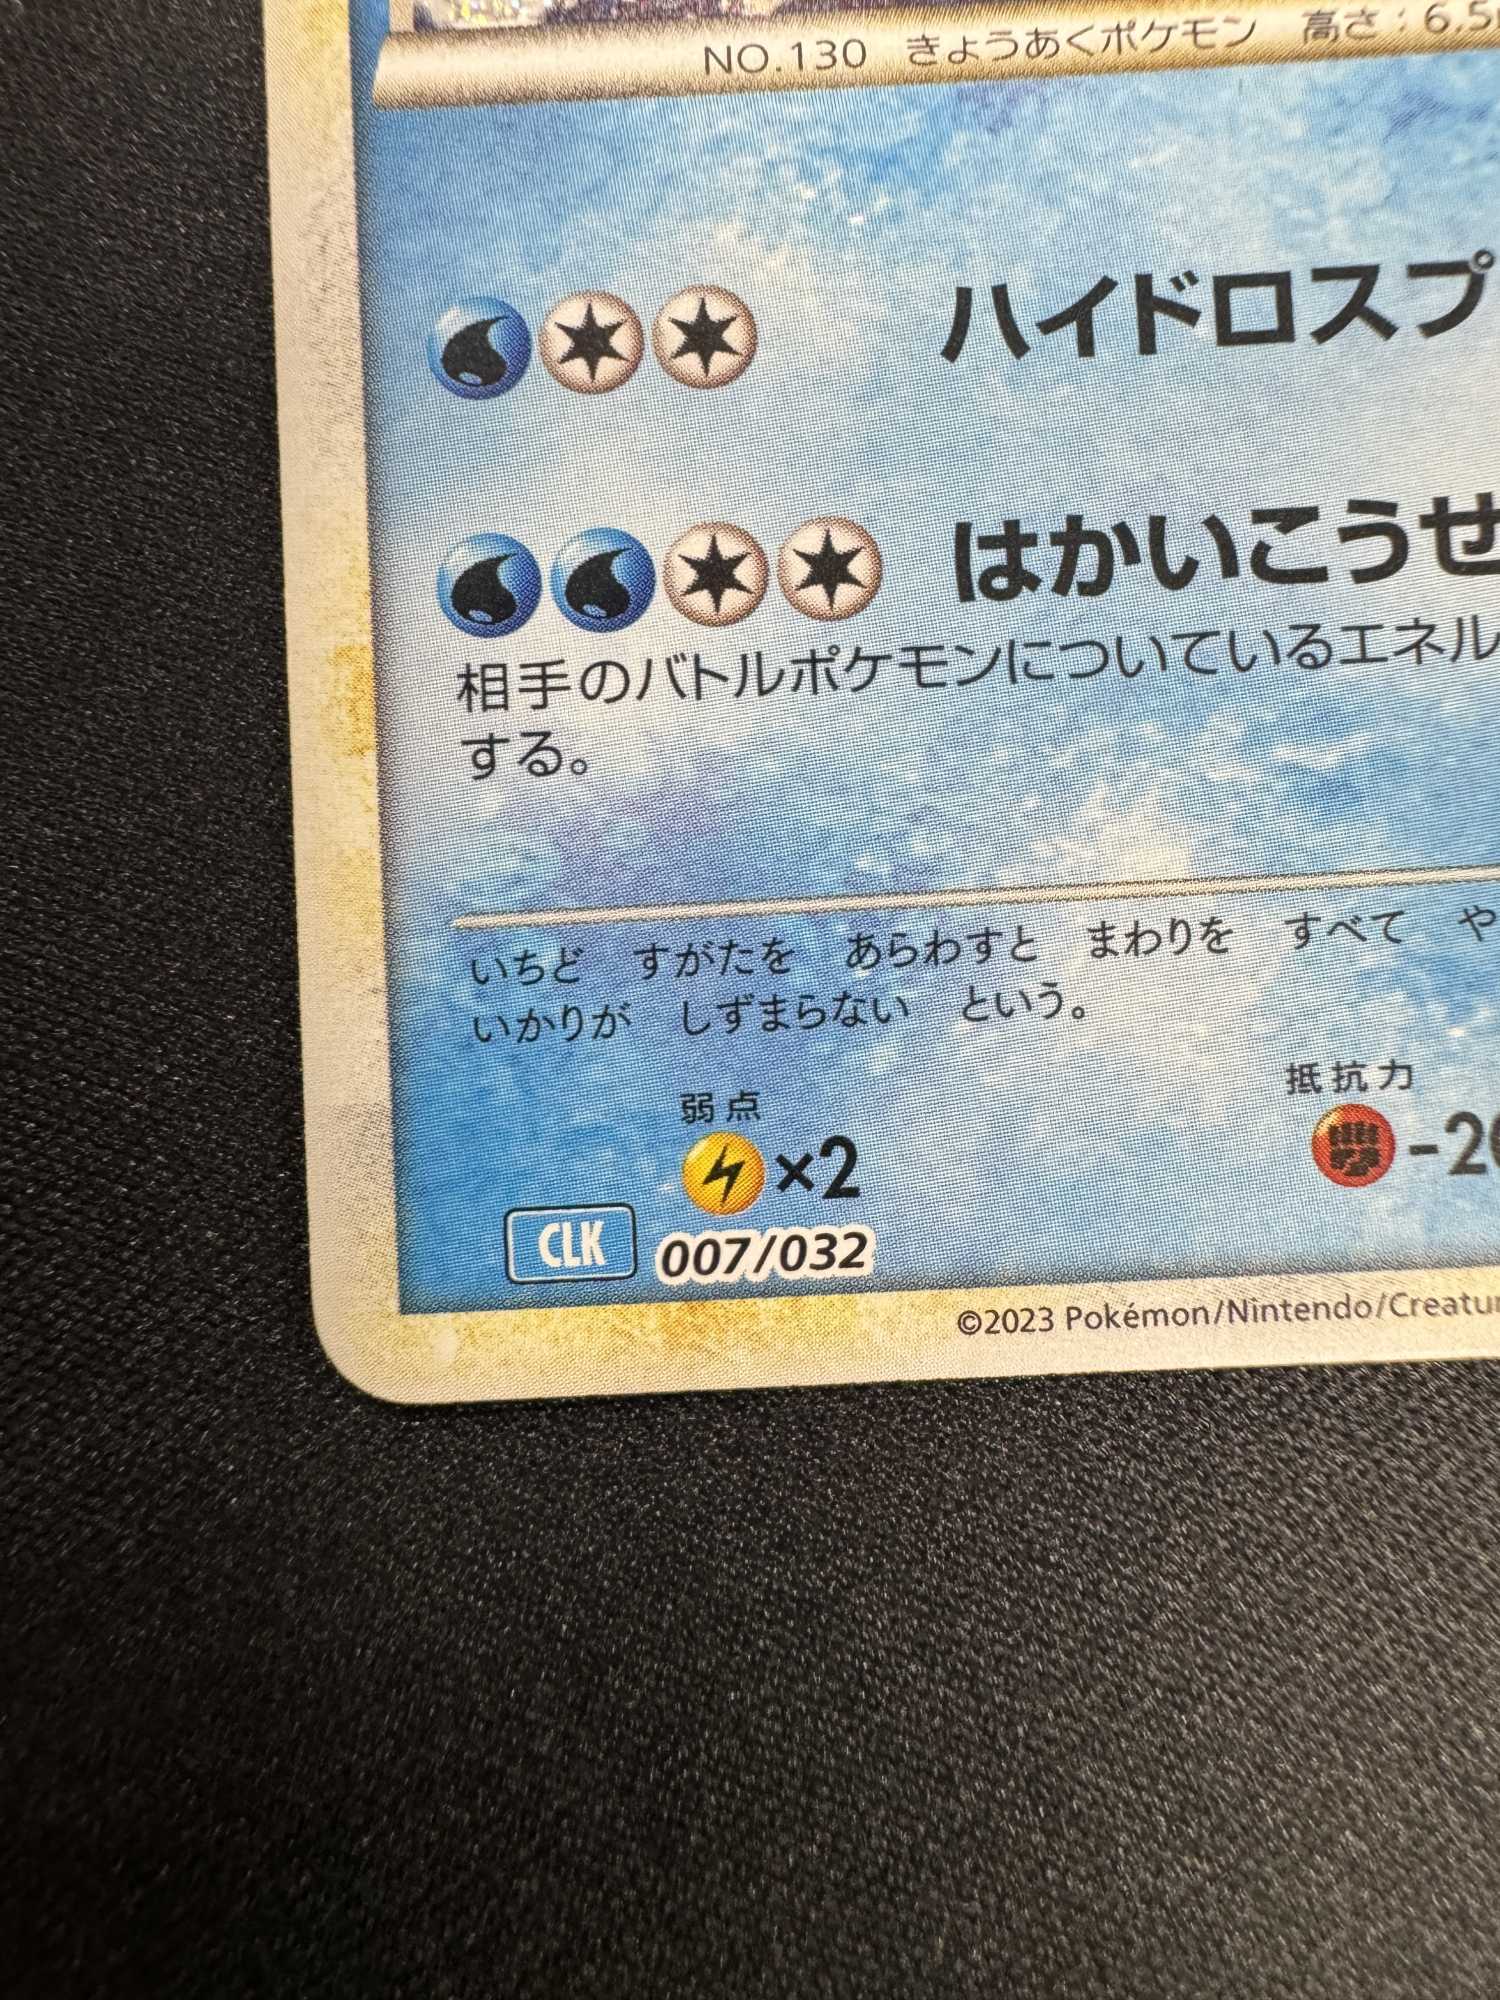 NO.130 きょうあくポケモン 高さ：6.5
ハイドロスプ
はかいこうせ
相手のバトルポケモンについているエネル
する。
いちど すがたを あらわすと まわりを すべて や
いかりが しずまらない という。
弱点 抵抗力
×2 -20
CLK 007/032
©2023 Pokémon/Nintendo/Creatu